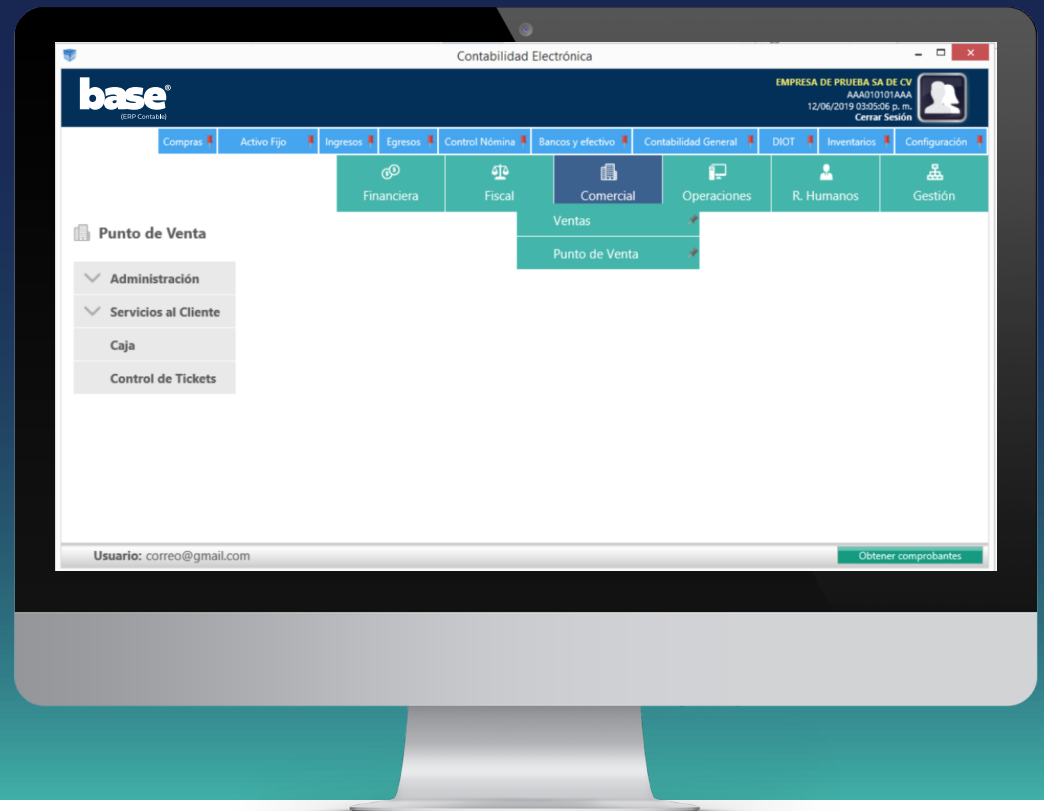 Contabilidad Electrónica
base®
(ERP Contable)
EMPRESA DE PRUEBA SA DE CV
AAA010101AAA
12/06/2019 03:05:06 p. m.
Cerrar Sesión
Compras Activo Fijo Ingresos Egresos Control Nómina Bancos y efectivo Contabilidad General DIOT Inventarios Configuración
Financiera Fiscal Comercial Operaciones R. Humanos Gestión
Ventas
Punto de Venta
Punto de Venta
Administración
Servicios al Cliente
Caja
Control de Tickets
Usuario: correo@gmail.com
Obtener comprobantes